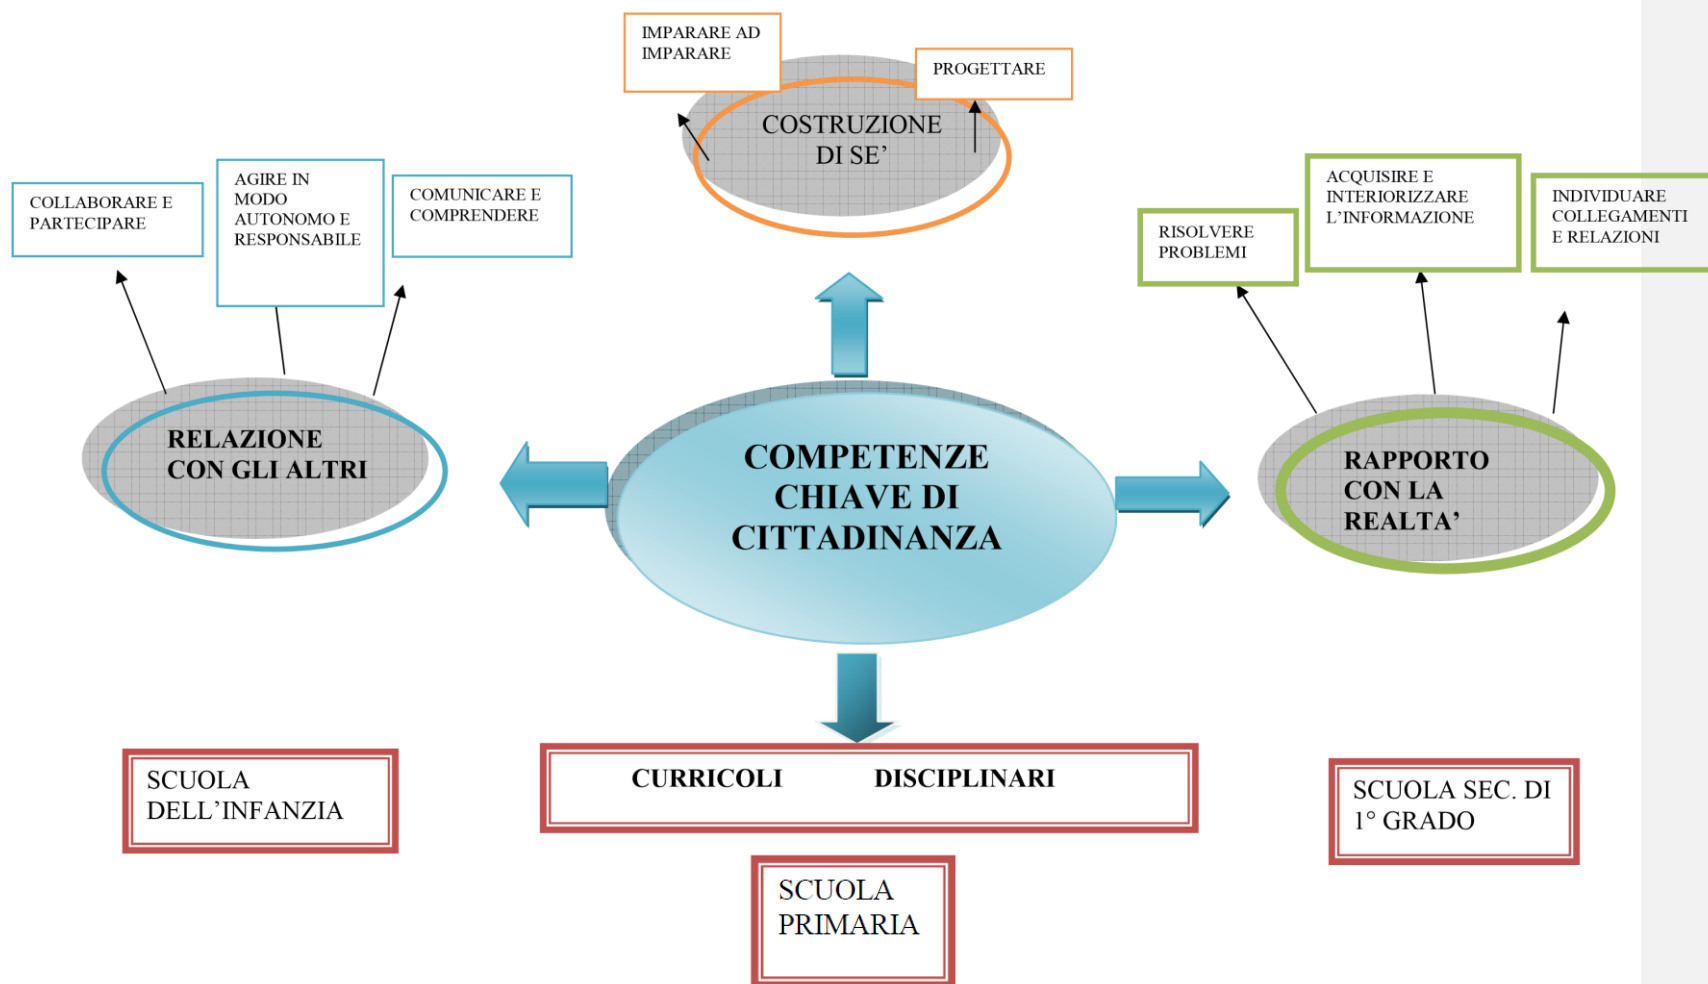 IMPARARE AD
IMPARARE
PROGETTARE
COSTRUZIONE
DI SE’
COLLABORARE E
PARTECIPARE
AGIRE IN
MODO
AUTONOMO E
RESPONSABILE
COMUNICARE E
COMPRENDERE
RISOLVERE
PROBLEMI
ACQUISIRE E
INTERIORIZZARE
L’INFORMAZIONE
INDIVIDUARE
COLLEGAMENTI
E RELAZIONI
RELAZIONE
CON GLI ALTRI
COMPETENZE
CHIAVE DI
CITTADINANZA
RAPPORTO
CON LA
REALTA’
SCUOLA
DELL’INFANZIA
CURRICOLI DISCIPLINARI
SCUOLA SEC. DI
1° GRADO
SCUOLA
PRIMARIA